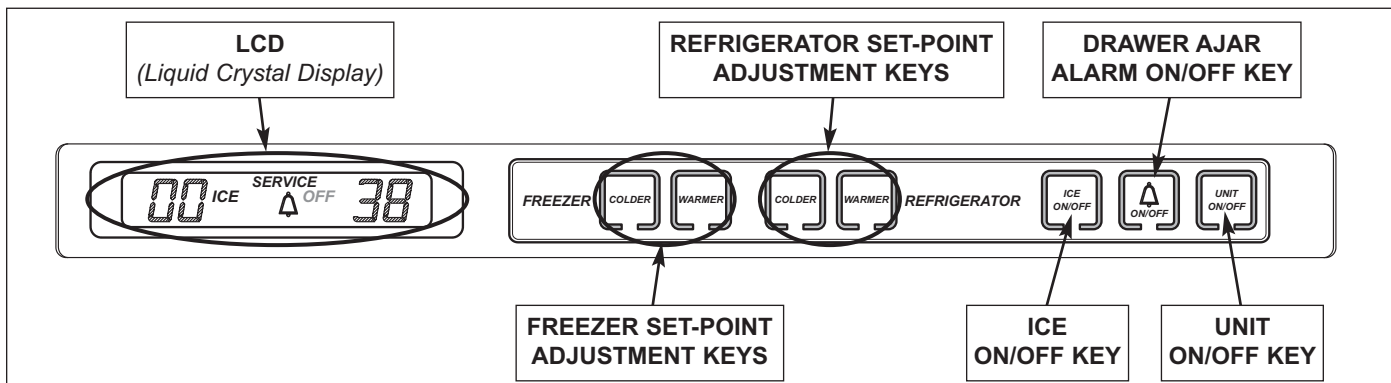 LCD
(Liquid Crystal Display)
REFRIGERATOR SET-POINT
ADJUSTMENT KEYS
DRAWER AJAR
ALARM ON/OFF KEY
00 ICE SERVICE OFF 38
FREEZER COLDER WARMER COLDER WARMER REFRIGERATOR
ICE
ON/OFF
ON/OFF
UNIT
ON/OFF
FREEZER SET-POINT
ADJUSTMENT KEYS
ICE
ON/OFF KEY
UNIT
ON/OFF KEY